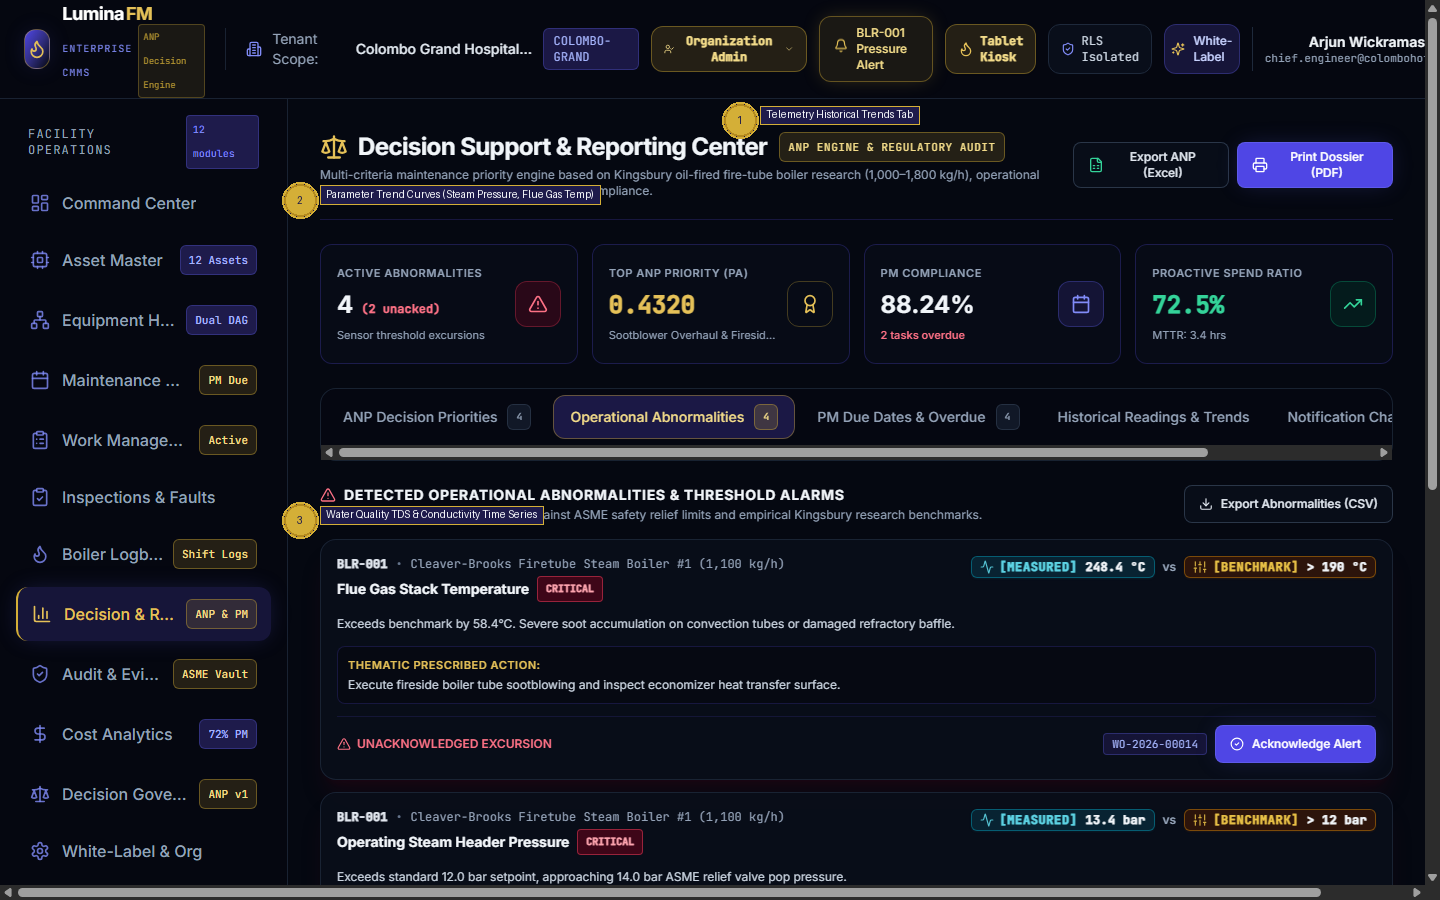 LuminaFM
ENTERPRISE
CMMS
ANP
Decision
Engine
Tenant
Scope:
Colombo Grand Hospital...
COLOMBO-
GRAND
Organization
Admin
BLR-001
Pressure
Alert
Tablet
Kiosk
RLS
Isolated
White-
Label
Arjun Wickramas
chief.engineer@colomboho
FACILITY
OPERATIONS
12
modules
Command Center
Asset Master
12 Assets
Equipment H...
Dual DAG
Maintenance ...
PM Due
Work Manage...
Active
Inspections & Faults
Boiler Logb...
Shift Logs
Decision & R...
ANP & PM
Audit & Evi...
ASME Vault
Cost Analytics
72% PM
Decision Gove...
ANP v1
White-Label & Org
1
Telemetry Historical Trends Tab
Decision Support & Reporting Center
ANP ENGINE & REGULATORY AUDIT
Multi-criteria maintenance priority engine based on Kingsbury oil-fired fire-tube boiler research (1,000–1,800 kg/h), operational
2
Parameter Trend Curves (Steam Pressure, Flue Gas Temp)
mpliance.
Export ANP
(Excel)
Print Dossier
(PDF)
ACTIVE ABNORMALITIES
4 (2 unacked)
Sensor threshold excursions
TOP ANP PRIORITY (PA)
0.4320
Sootblower Overhaul & Firesid...
PM COMPLIANCE
88.24%
2 tasks overdue
PROACTIVE SPEND RATIO
72.5%
MTTR: 3.4 hrs
ANP Decision Priorities 4
Operational Abnormalities 4
PM Due Dates & Overdue 4
Historical Readings & Trends
Notification Cha
DETECTED OPERATIONAL ABNORMALITIES & THRESHOLD ALARMS
3
Water Quality TDS & Conductivity Time Series
ainst ASME safety relief limits and empirical Kingsbury research benchmarks.
Export Abnormalities (CSV)
BLR-001 • Cleaver-Brooks Firetube Steam Boiler #1 (1,100 kg/h)
[MEASURED] 248.4 °C vs [BENCHMARK] > 190 °C
Flue Gas Stack Temperature CRITICAL
Exceeds benchmark by 58.4°C. Severe soot accumulation on convection tubes or damaged refractory baffle.
THEMATIC PRESCRIBED ACTION:
Execute fireside boiler tube sootblowing and inspect economizer heat transfer surface.
UNACKNOWLEDGED EXCURSION
WO-2026-00014
Acknowledge Alert
BLR-001 • Cleaver-Brooks Firetube Steam Boiler #1 (1,100 kg/h)
[MEASURED] 13.4 bar vs [BENCHMARK] > 12 bar
Operating Steam Header Pressure CRITICAL
Exceeds standard 12.0 bar setpoint, approaching 14.0 bar ASME relief valve pop pressure.